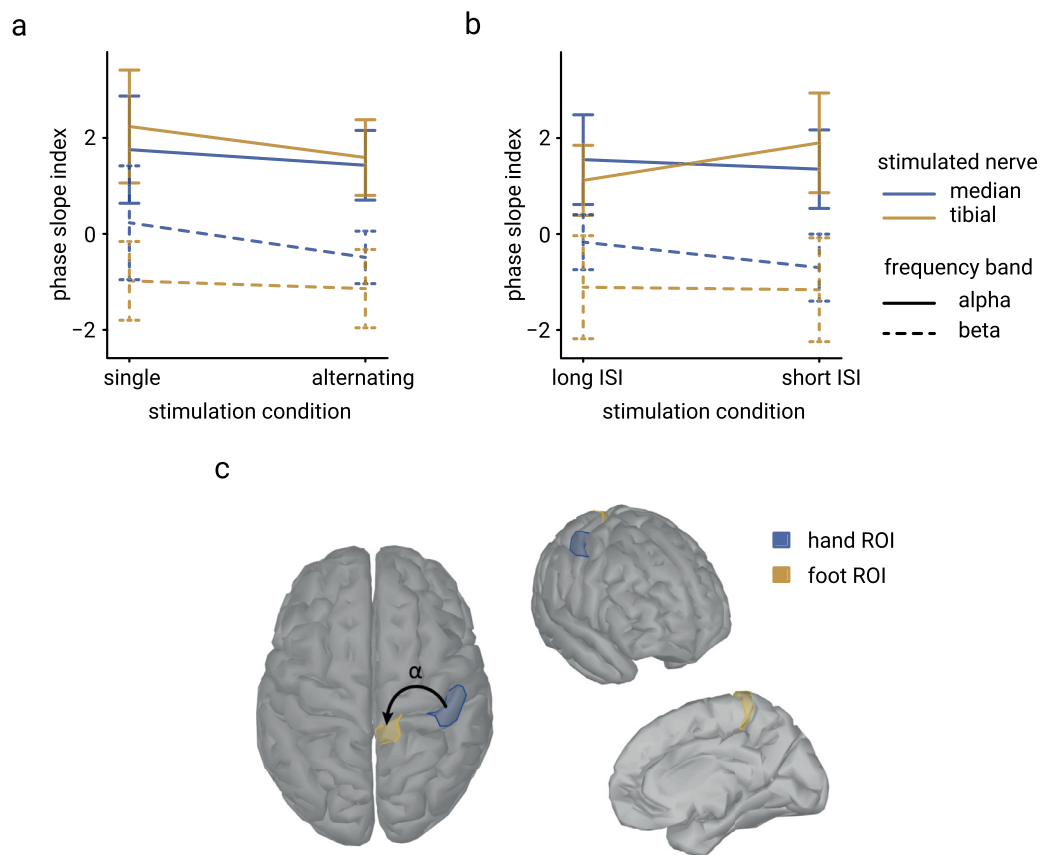 a
phase slope index
2
0
−2
single
alternating
stimulation condition
b
phase slope index
2
0
−2
long ISI
short ISI
stimulation condition
stimulated nerve
median
tibial
frequency band
alpha
beta
c
α
hand ROI
foot ROI